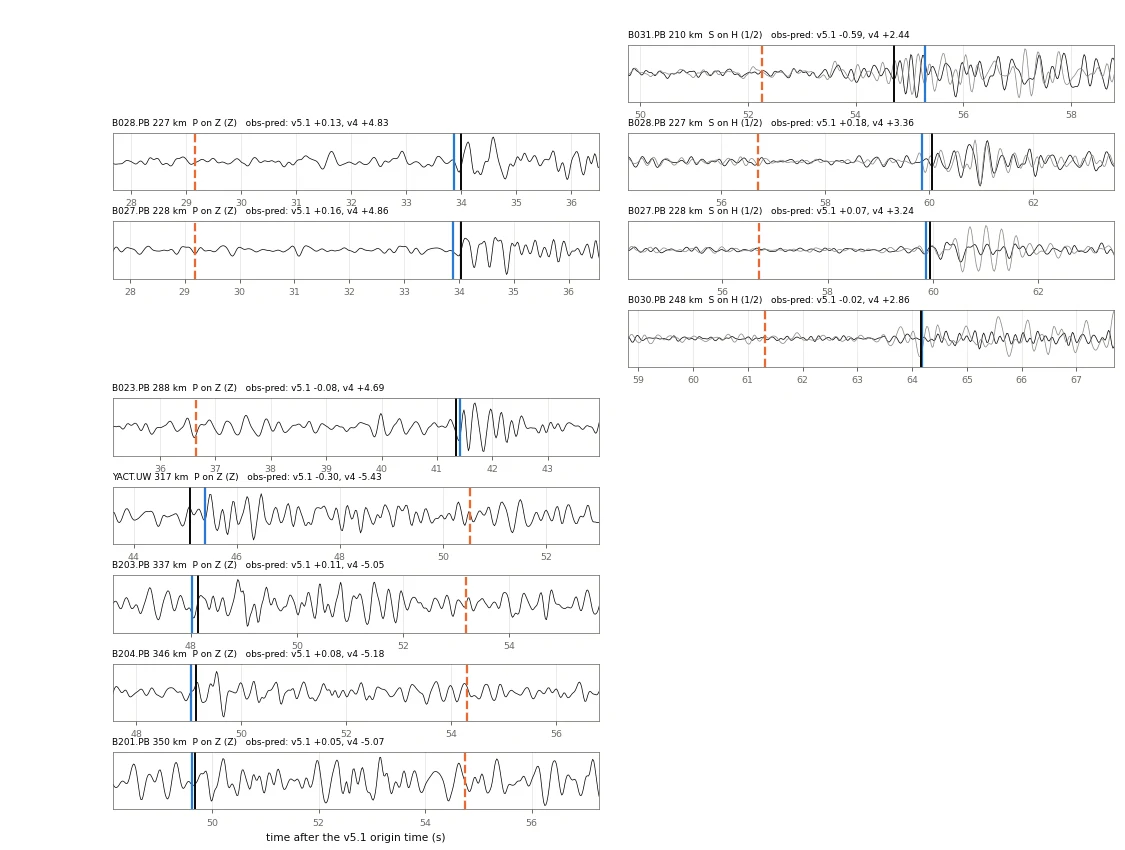 B031.PB 210 km  S on H (1/2)   obs-pred: v5.1 -0.59, v4 +2.44
50 52 54 56 58
B028.PB 227 km  P on Z (Z)   obs-pred: v5.1 +0.13, v4 +4.83
28 29 30 31 32 33 34 35 36
B028.PB 227 km  S on H (1/2)   obs-pred: v5.1 +0.18, v4 +3.36
56 58 60 62
B027.PB 228 km  P on Z (Z)   obs-pred: v5.1 +0.16, v4 +4.86
28 29 30 31 32 33 34 35 36
B027.PB 228 km  S on H (1/2)   obs-pred: v5.1 +0.07, v4 +3.24
56 58 60 62
B030.PB 248 km  S on H (1/2)   obs-pred: v5.1 -0.02, v4 +2.86
59 60 61 62 63 64 65 66 67
B023.PB 288 km  P on Z (Z)   obs-pred: v5.1 -0.08, v4 +4.69
36 37 38 39 40 41 42 43
YACT.UW 317 km  P on Z (Z)   obs-pred: v5.1 -0.30, v4 -5.43
44 46 48 50 52
B203.PB 337 km  P on Z (Z)   obs-pred: v5.1 +0.11, v4 -5.05
48 50 52 54
B204.PB 346 km  P on Z (Z)   obs-pred: v5.1 +0.08, v4 -5.18
48 50 52 54 56
B201.PB 350 km  P on Z (Z)   obs-pred: v5.1 +0.05, v4 -5.07
50 52 54 56
time after the v5.1 origin time (s)